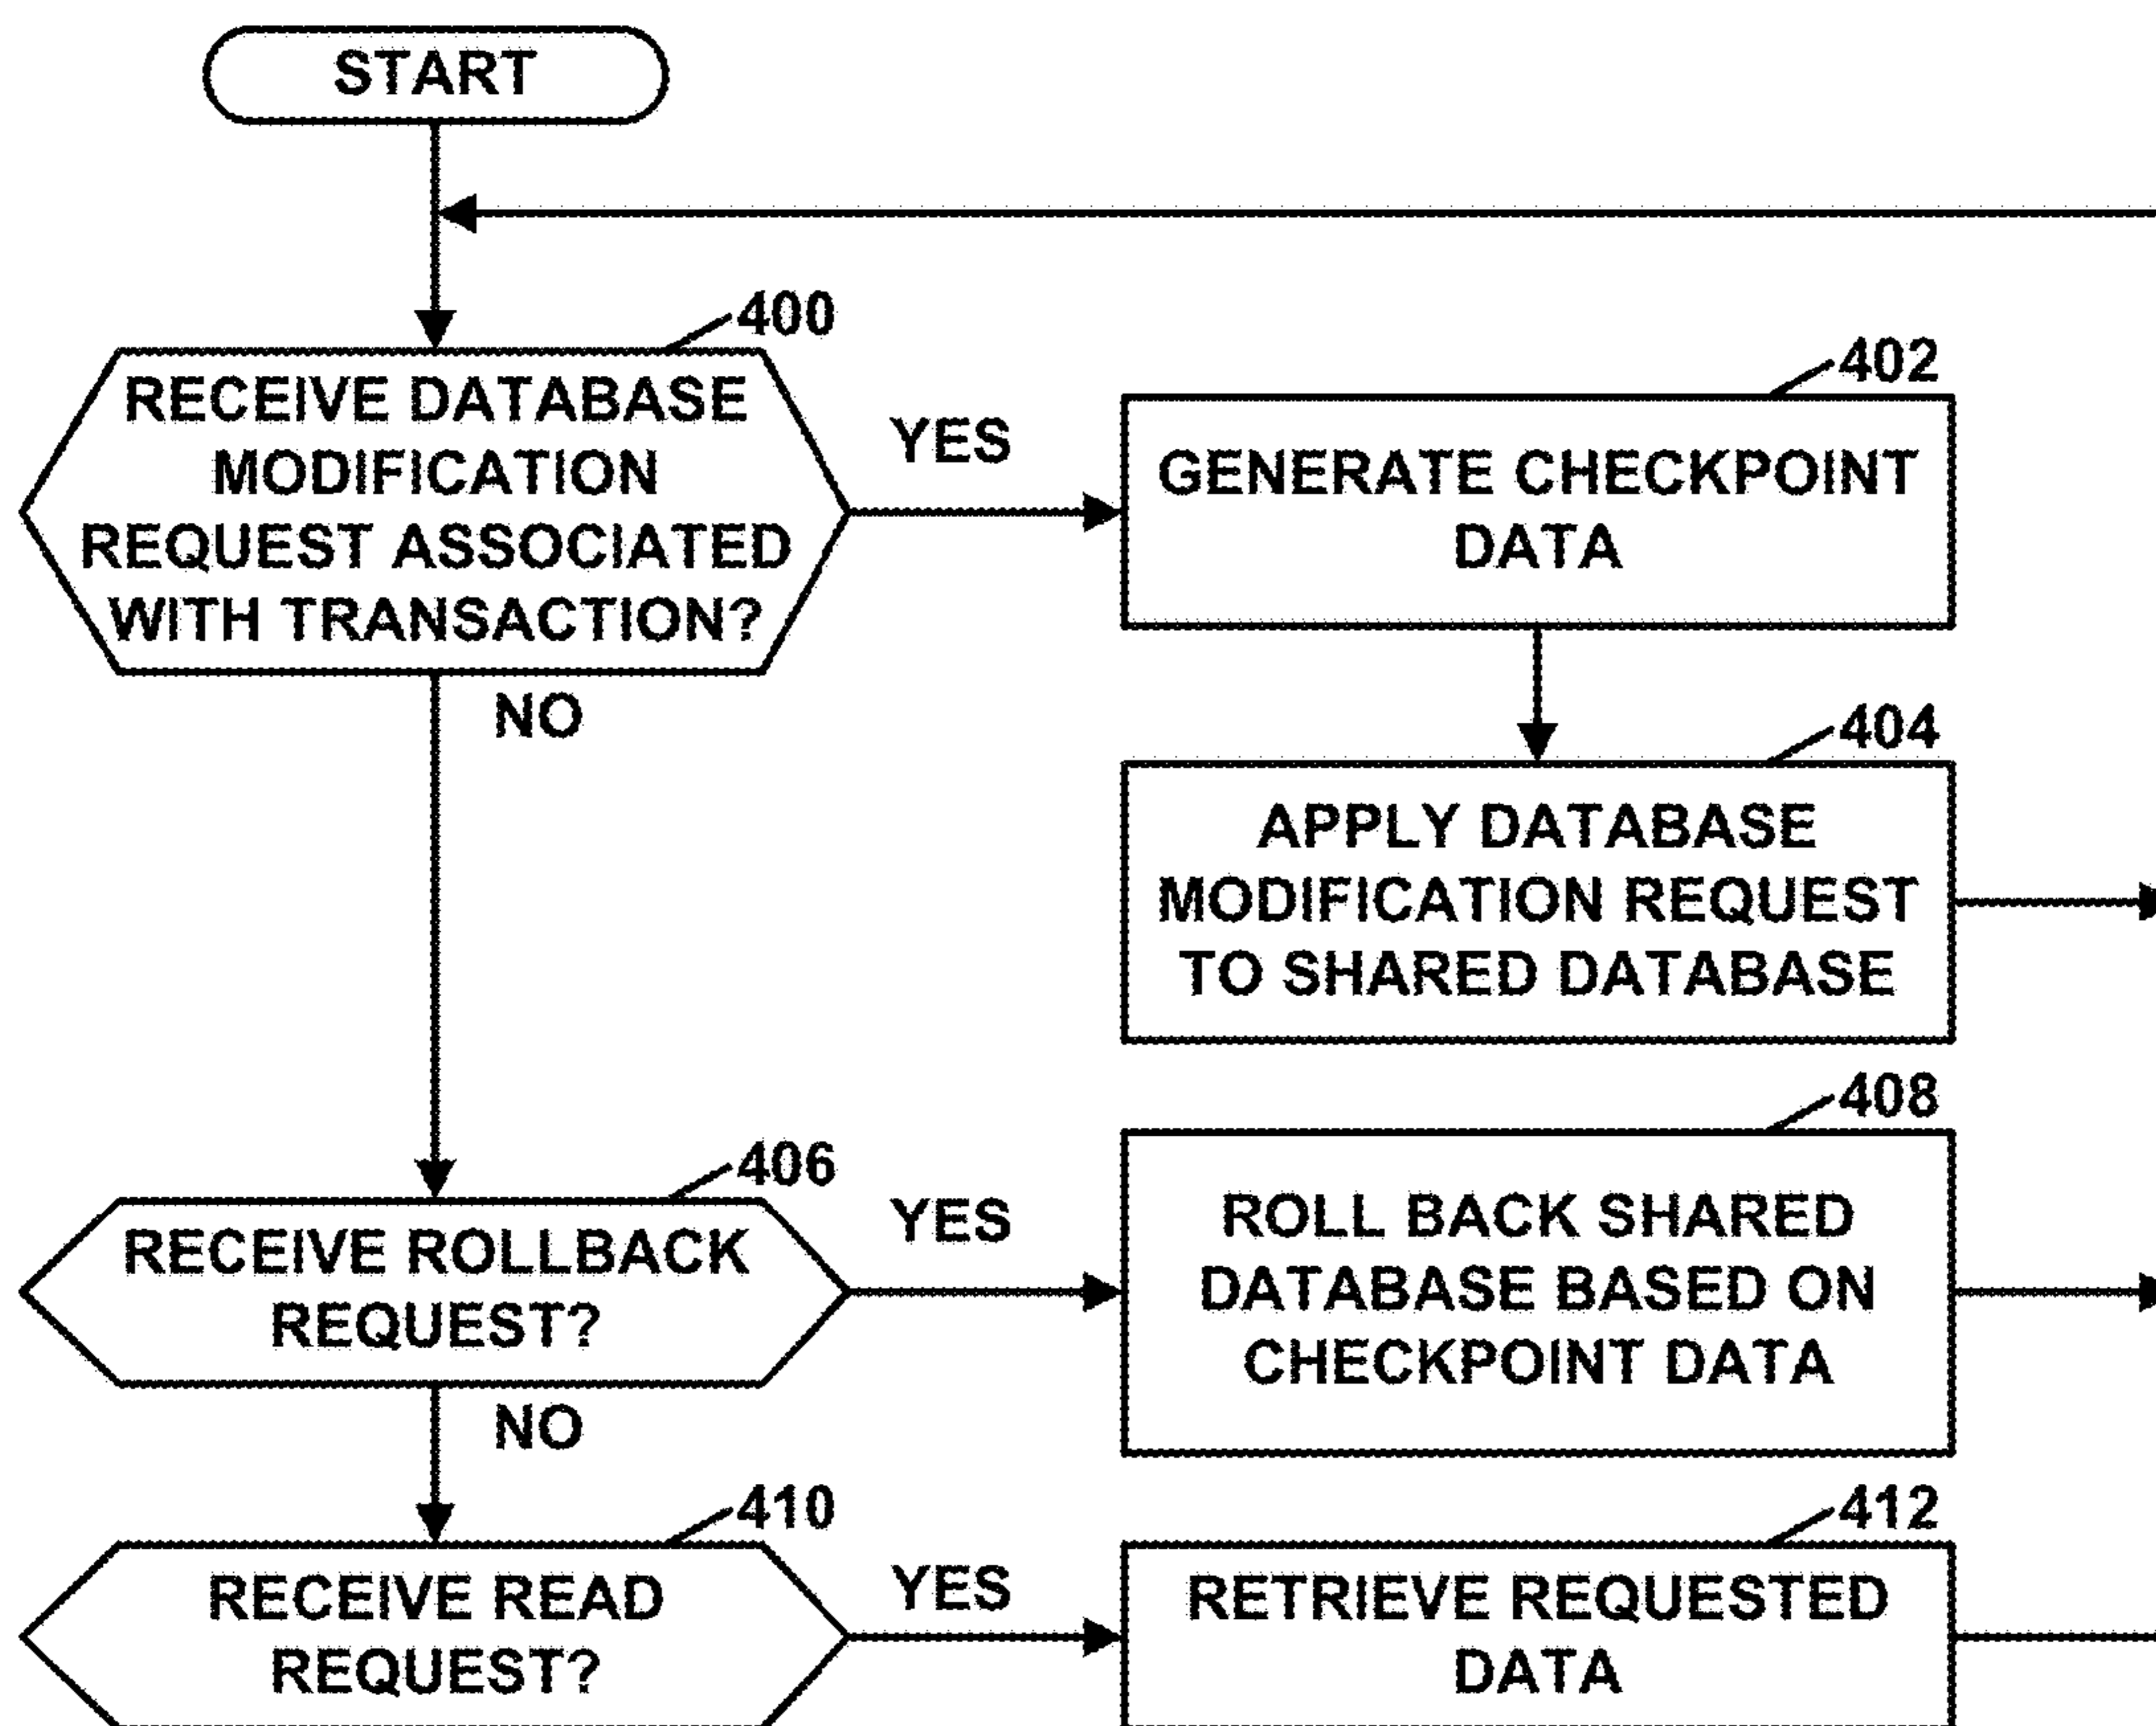 START
400
RECEIVE DATABASE
MODIFICATION
REQUEST ASSOCIATED
WITH TRANSACTION?
YES
NO
402
GENERATE CHECKPOINT
DATA
404
APPLY DATABASE
MODIFICATION REQUEST
TO SHARED DATABASE
406
RECEIVE ROLLBACK
REQUEST?
YES
NO
408
ROLL BACK SHARED
DATABASE BASED ON
CHECKPOINT DATA
410
RECEIVE READ
REQUEST?
YES
412
RETRIEVE REQUESTED
DATA